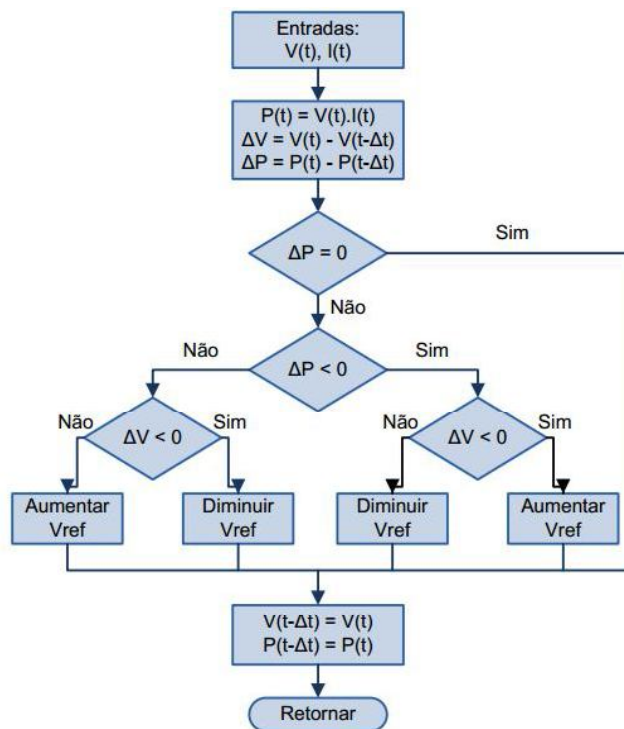 Entradas:
V(t), I(t)
P(t) = V(t).I(t)
ΔV = V(t) - V(t-Δt)
ΔP = P(t) - P(t-Δt)
ΔP = 0
Sim
Não
ΔP < 0
Não
Sim
Não
ΔV < 0
Sim
Não
ΔV < 0
Sim
Aumentar
Vref
Diminuir
Vref
Diminuir
Vref
Aumentar
Vref
V(t-Δt) = V(t)
P(t-Δt) = P(t)
Retornar